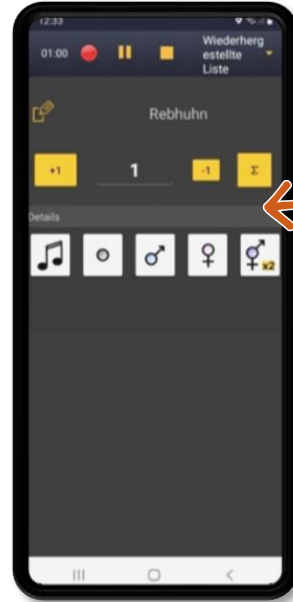 12:33
01:00
Wiederherg
estellte
Liste
Rebhuhn
+1
1
-1
Σ
Details
x2